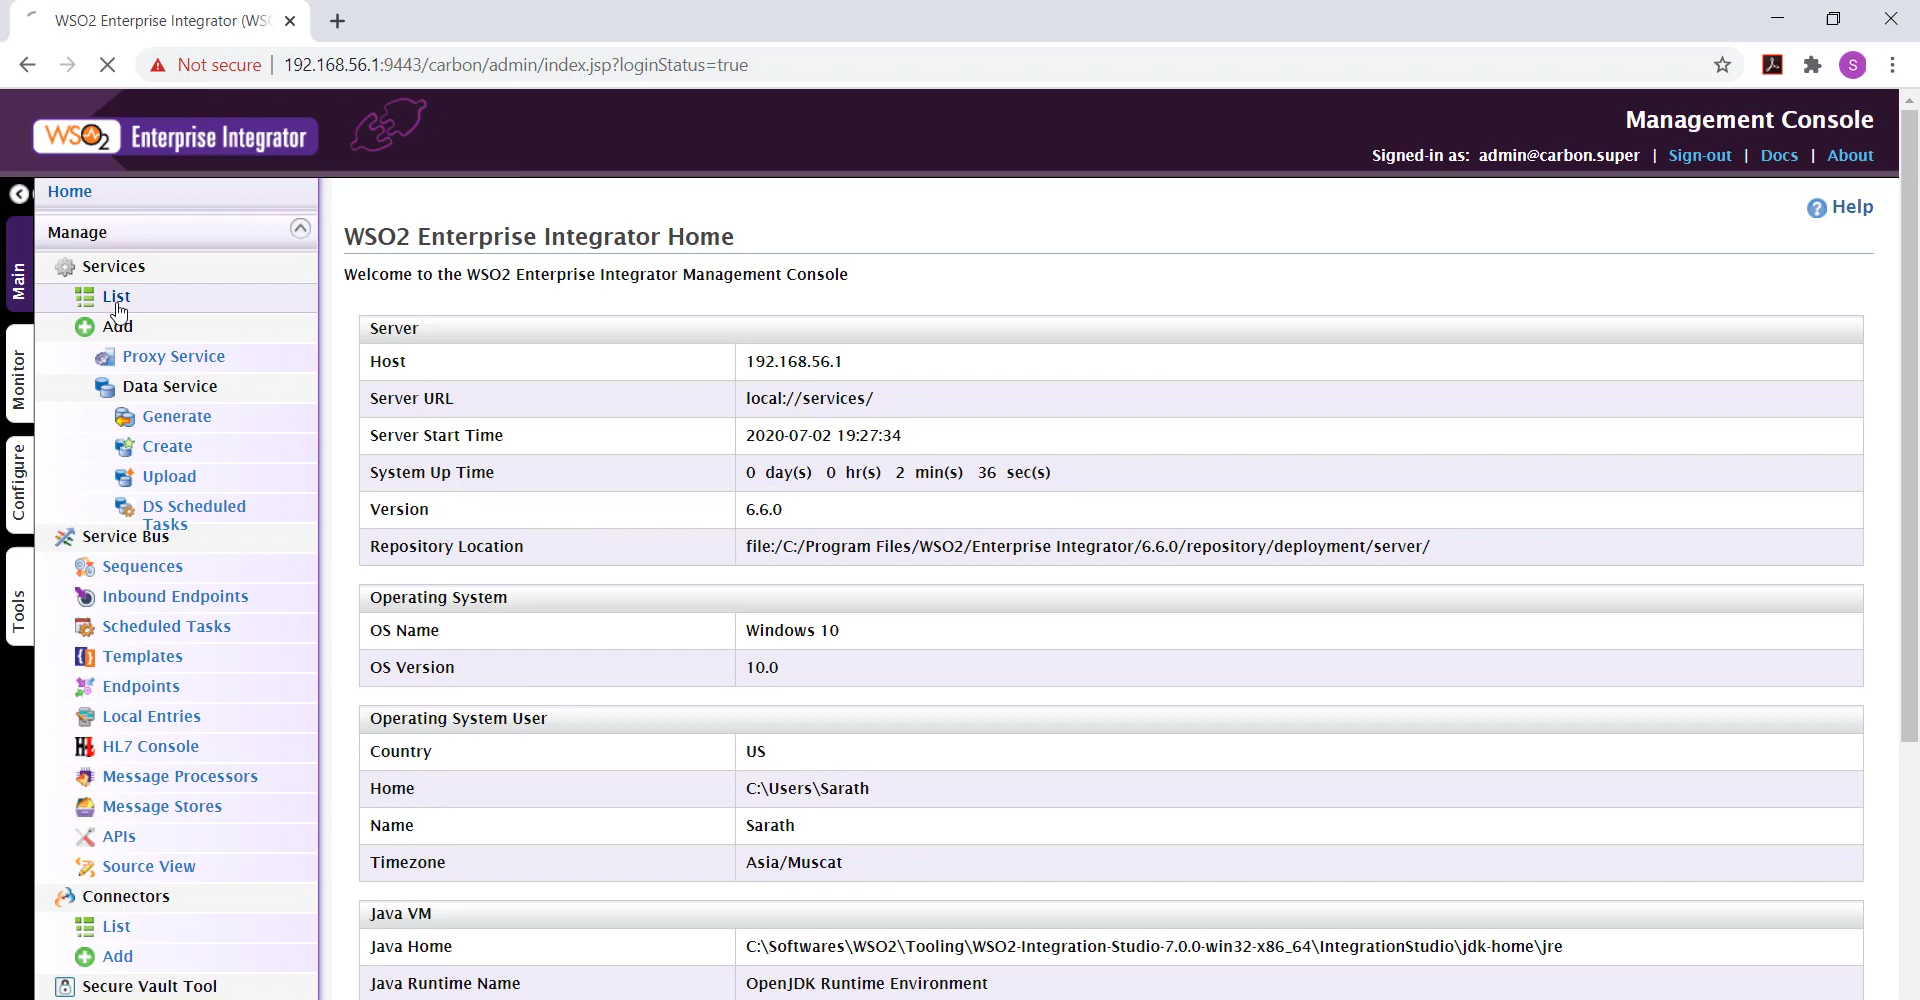 WSO2 Enterprise Integrator (WSO
Not secure
192.168.56.1:9443/carbon/admin/index.jsp?loginStatus=true
S
WSO2 Enterprise Integrator
Management Console
Signed-in as: admin@carbon.super | Sign-out | Docs | About
Main
Monitor
Configure
Tools
Home
Manage
Services
List
Add
Proxy Service
Data Service
Generate
Create
Upload
DS Scheduled
Tasks
Service Bus
Sequences
Inbound Endpoints
Scheduled Tasks
Templates
Endpoints
Local Entries
HL7 Console
Message Processors
Message Stores
APIs
Source View
Connectors
List
Add
Secure Vault Tool
Help
WSO2 Enterprise Integrator Home
Welcome to the WSO2 Enterprise Integrator Management Console
Server
Host 192.168.56.1
Server URL local://services/
Server Start Time 2020-07-02 19:27:34
System Up Time 0 day(s) 0 hr(s) 2 min(s) 36 sec(s)
Version 6.6.0
Repository Location file:/C:/Program Files/WSO2/Enterprise Integrator/6.6.0/repository/deployment/server/
Operating System
OS Name Windows 10
OS Version 10.0
Operating System User
Country US
Home C:\Users\Sarath
Name Sarath
Timezone Asia/Muscat
Java VM
Java Home C:\Softwares\WSO2\Tooling\WSO2-Integration-Studio-7.0.0-win32-x86_64\IntegrationStudio\jdk-home\jre
Java Runtime Name OpenJDK Runtime Environment